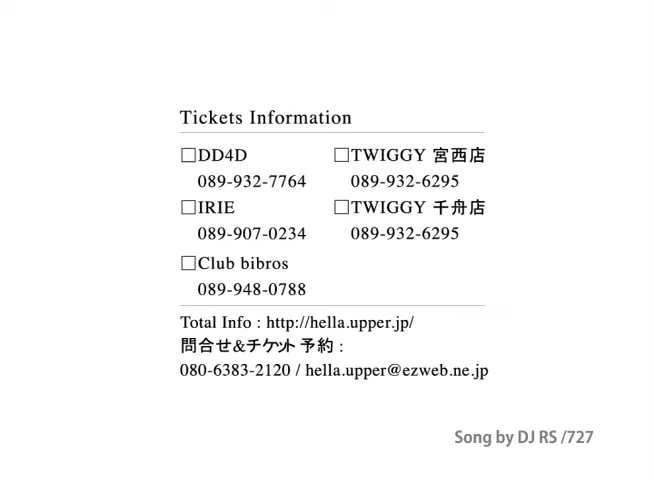 Tickets Information
□DD4D
089-932-7764
□TWIGGY 宮西店
089-932-6295
□IRIE
089-907-0234
□TWIGGY 千舟店
089-932-6295
□Club bibros
089-948-0788
Total Info : http://hella.upper.jp/
問合せ&チケット予約 :
080-6383-2120 / hella.upper@ezweb.ne.jp
Song by DJ RS /727